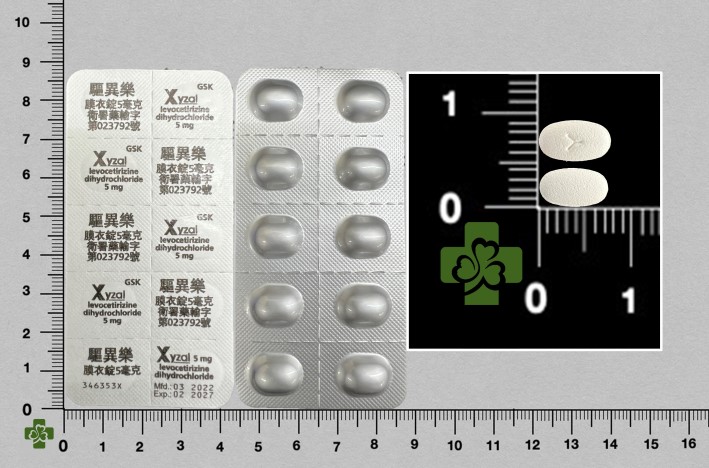 10
9
8
7
6
5
4
3
2
1
0
0 1 2 3 4 5 6 7 8 9 10 11 12 13 14 15 16
驅異樂
膜衣錠5毫克
衛署藥輸字
第023792號
GSK
Xyzal
levocetirizine
dihydrochloride
5 mg
GSK
Xyzal
levocetirizine
dihydrochloride
5 mg
驅異樂
膜衣錠5毫克
衛署藥輸字
第023792號
驅異樂
膜衣錠5毫克
衛署藥輸字
第023792號
GSK
Xyzal
levocetirizine
dihydrochloride
5 mg
GSK
Xyzal
levocetirizine
dihydrochloride
5 mg
驅異樂
膜衣錠5毫克
衛署藥輸字
第023792號
驅異樂
膜衣錠5毫克
346353X
Xyzal 5 mg
levocetirizine
dihydrochloride
Mfd.:03 2022
Exp.:02 2027
1
0
0 1
Y